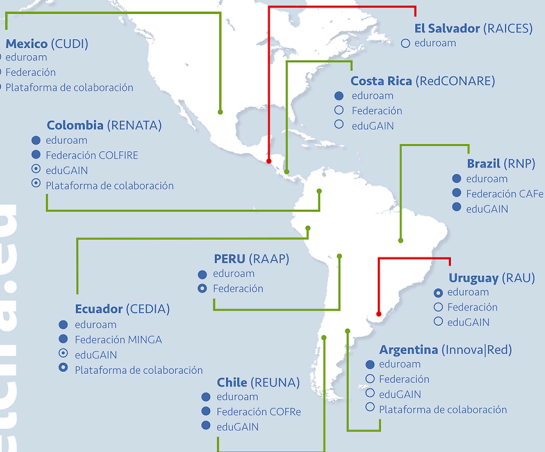 El Salvador (RAICES)
eduroam
Mexico (CUDI)
eduroam
Federación
Plataforma de colaboración
Costa Rica (RedCONARE)
eduroam
Federación
eduGAIN
Colombia (RENATA)
eduroam
Federación COLFIRE
eduGAIN
Plataforma de colaboración
Brazil (RNP)
eduroam
Federación CAFe
eduGAIN
PERU (RAAP)
eduroam
Federación
Uruguay (RAU)
eduroam
Federación
eduGAIN
Ecuador (CEDIA)
eduroam
Federación MINGA
eduGAIN
Plataforma de colaboración
Argentina (Innova|Red)
eduroam
Federación
eduGAIN
Plataforma de colaboración
Chile (REUNA)
eduroam
Federación COFRe
eduGAIN